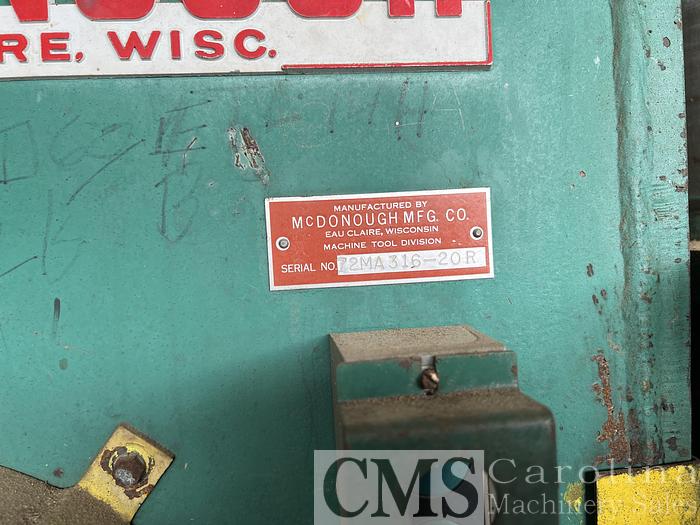 RE, WISC.
MANUFACTURED BY
McDONOUGH MFG. CO.
EAU CLAIRE, WISCONSIN
MACHINE TOOL DIVISION
SERIAL NO. 72MA316-20R
CMS Carolina
Machinery Sales